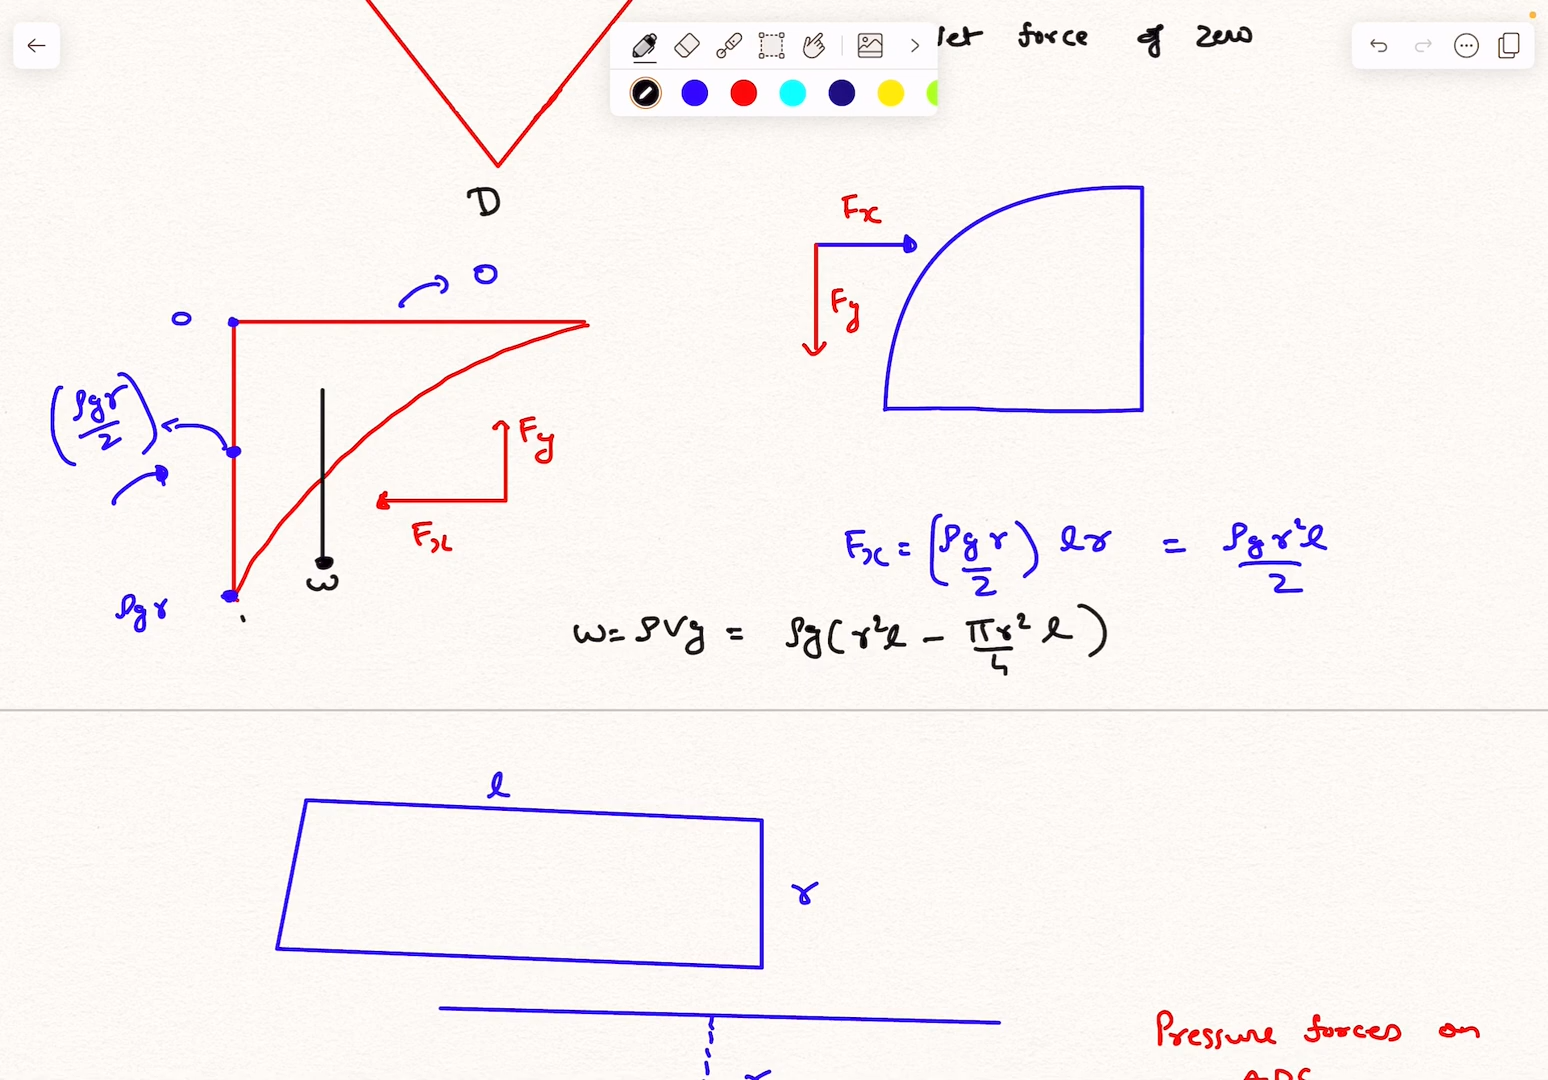 let force of zero
D
0
0
Fx
Fy
(ρgr/2)
Fy
Fx
ρgr
ω
Fx = (ρgr/2) lr = ρgr²l/2
ω = ρVg = ρg(r²l − πr²/4 l)
l
r
Pressure forces on
r
ADC